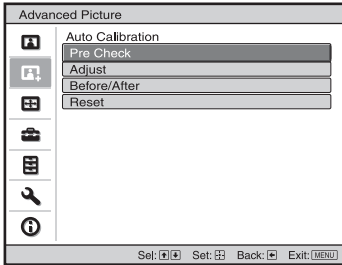 Advanced Picture
Auto Calibration
Pre Check
Adjust
Before/After
Reset
Sel: Set: Back: Exit: MENU